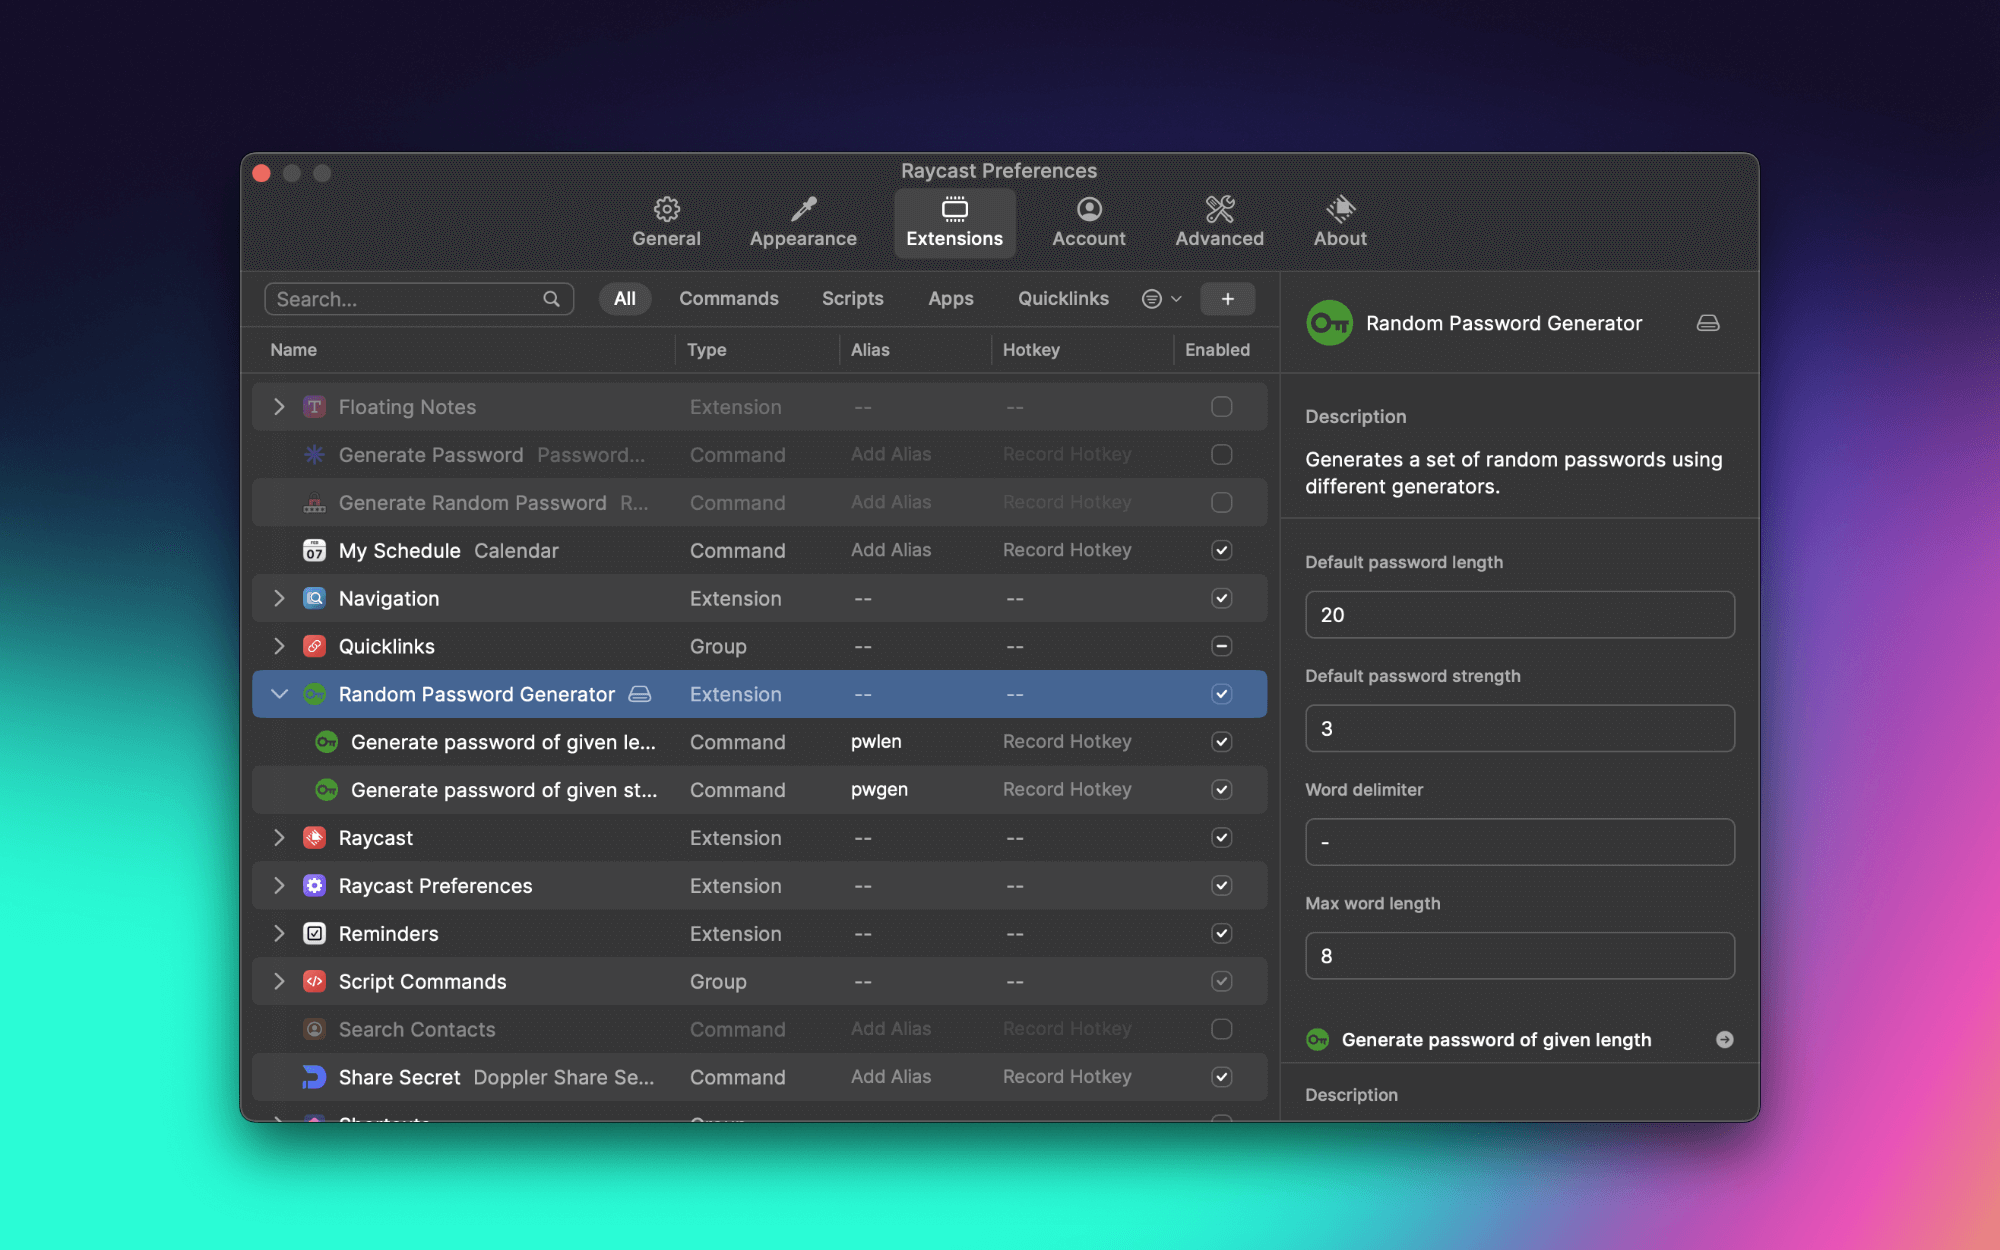 Raycast Preferences
General Appearance Extensions Account Advanced About
Search... All Commands Scripts Apps Quicklinks +
Name Type Alias Hotkey Enabled
Floating Notes Extension -- --
Generate Password Password... Command Add Alias Record Hotkey
Generate Random Password R... Command Add Alias Record Hotkey
FEB
07 My Schedule Calendar Command Add Alias Record Hotkey
Navigation Extension -- --
Quicklinks Group -- --
Random Password Generator Extension -- --
Generate password of given le... Command pwlen Record Hotkey
Generate password of given st... Command pwgen Record Hotkey
Raycast Extension -- --
Raycast Preferences Extension -- --
Reminders Extension -- --
Script Commands Group -- --
Search Contacts Command Add Alias Record Hotkey
Share Secret Doppler Share Se... Command Add Alias Record Hotkey
Shortcuts Group
Random Password Generator
Description
Generates a set of random passwords using
different generators.
Default password length
20
Default password strength
3
Word delimiter
-
Max word length
8
Generate password of given length
Description